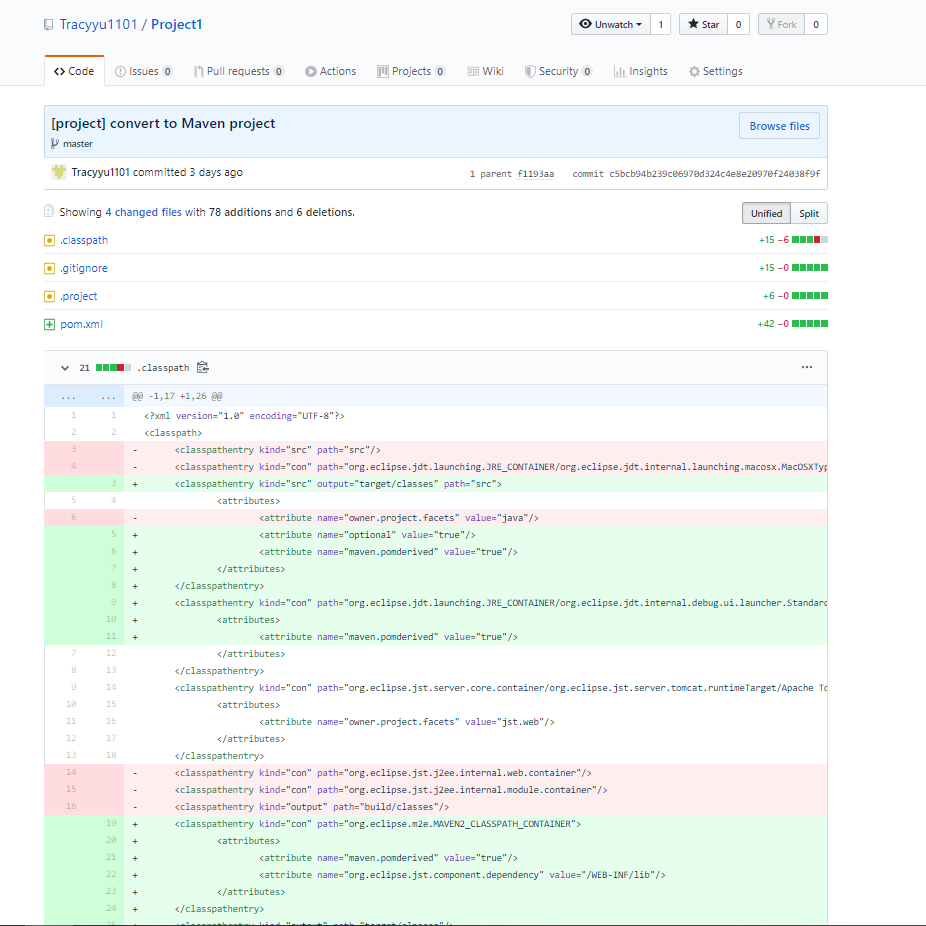 Tracyyu1101 / Project1
Unwatch 1 Star 0 Fork 0
Code Issues 0 Pull requests 0 Actions Projects 0 Wiki Security 0 Insights Settings
[project] convert to Maven project
Browse files
master
Tracyyu1101 committed 3 days ago 1 parent f1193aa commit c5bcb94b239c06970d324c4e8e20970f24038f9f
Showing 4 changed files with 78 additions and 6 deletions. Unified Split
.classpath +15 −6
.gitignore +15 −0
.project +6 −0
pom.xml +42 −0
21 .classpath ...
... ... @@ -1,17 +1,26 @@
1 1 <?xml version="1.0" encoding="UTF-8"?>
2 2 <classpath>
3 - <classpathentry kind="src" path="src"/>
4 - <classpathentry kind="con" path="org.eclipse.jdt.launching.JRE_CONTAINER/org.eclipse.jdt.internal.launching.macosx.MacOSXTyp
3 + <classpathentry kind="src" output="target/classes" path="src">
5 4 <attributes>
6 - <attribute name="owner.project.facets" value="java"/>
5 + <attribute name="optional" value="true"/>
6 + <attribute name="maven.pomderived" value="true"/>
7 + </attributes>
8 + </classpathentry>
9 + <classpathentry kind="con" path="org.eclipse.jdt.launching.JRE_CONTAINER/org.eclipse.jdt.internal.debug.ui.launcher.Standard
10 + <attributes>
11 + <attribute name="maven.pomderived" value="true"/>
7 12 </attributes>
8 13 </classpathentry>
9 14 <classpathentry kind="con" path="org.eclipse.jst.server.core.container/org.eclipse.jst.server.tomcat.runtimeTarget/Apache To
10 15 <attributes>
11 16 <attribute name="owner.project.facets" value="jst.web"/>
12 17 </attributes>
13 18 </classpathentry>
14 - <classpathentry kind="con" path="org.eclipse.jst.j2ee.internal.web.container"/>
15 - <classpathentry kind="con" path="org.eclipse.jst.j2ee.internal.module.container"/>
16 - <classpathentry kind="output" path="build/classes"/>
19 + <classpathentry kind="con" path="org.eclipse.m2e.MAVEN2_CLASSPATH_CONTAINER">
20 + <attributes>
21 + <attribute name="maven.pomderived" value="true"/>
22 + <attribute name="org.eclipse.jst.component.dependency" value="/WEB-INF/lib"/>
23 + </attributes>
24 + </classpathentry>
25 + <classpathentry kind="output" path="target/classes"/>